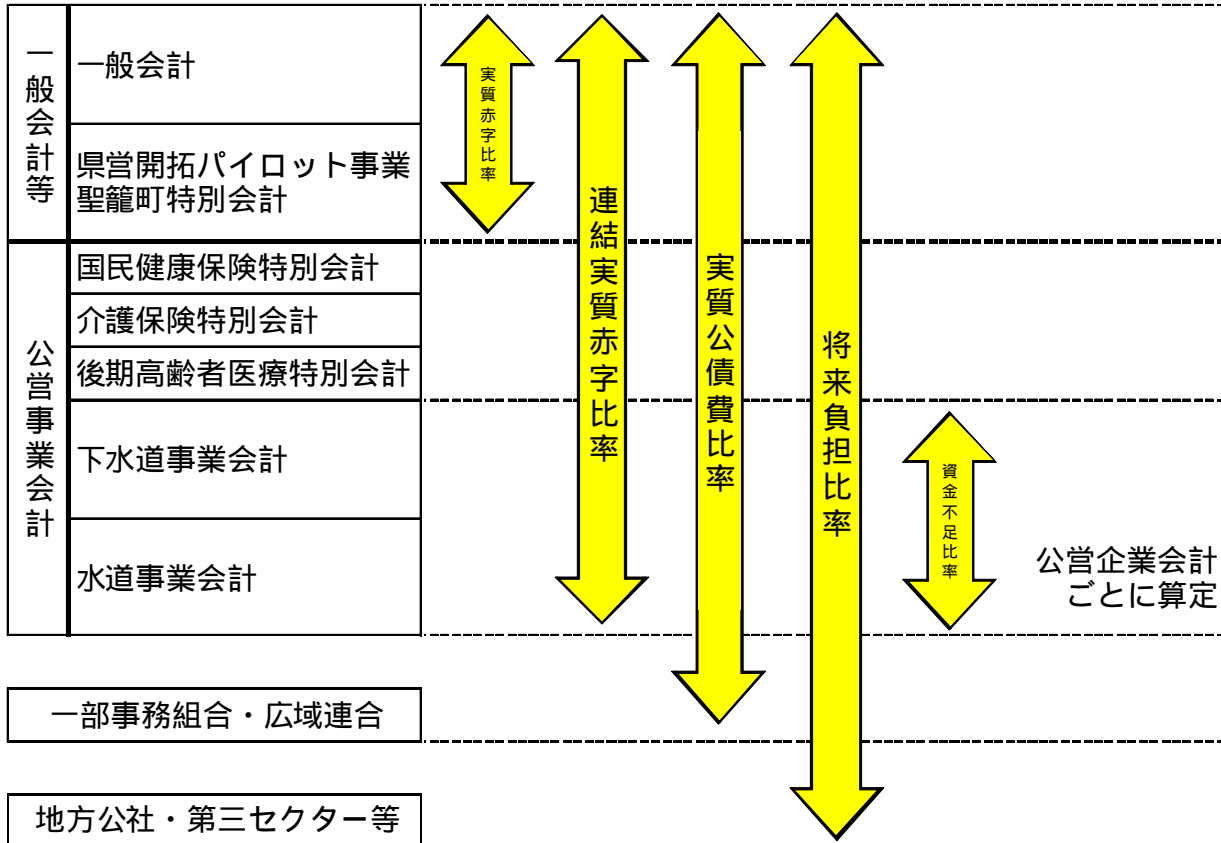 一般会計等
一般会計
県営開拓パイロット事業
聖籠町特別会計
公営事業会計
国民健康保険特別会計
介護保険特別会計
後期高齢者医療特別会計
下水道事業会計
水道事業会計
一部事務組合・広域連合
地方公社・第三セクター等
実質赤字比率
連結実質赤字比率
実質公債費比率
将来負担比率
資金不足比率
公営企業会計
ごとに算定